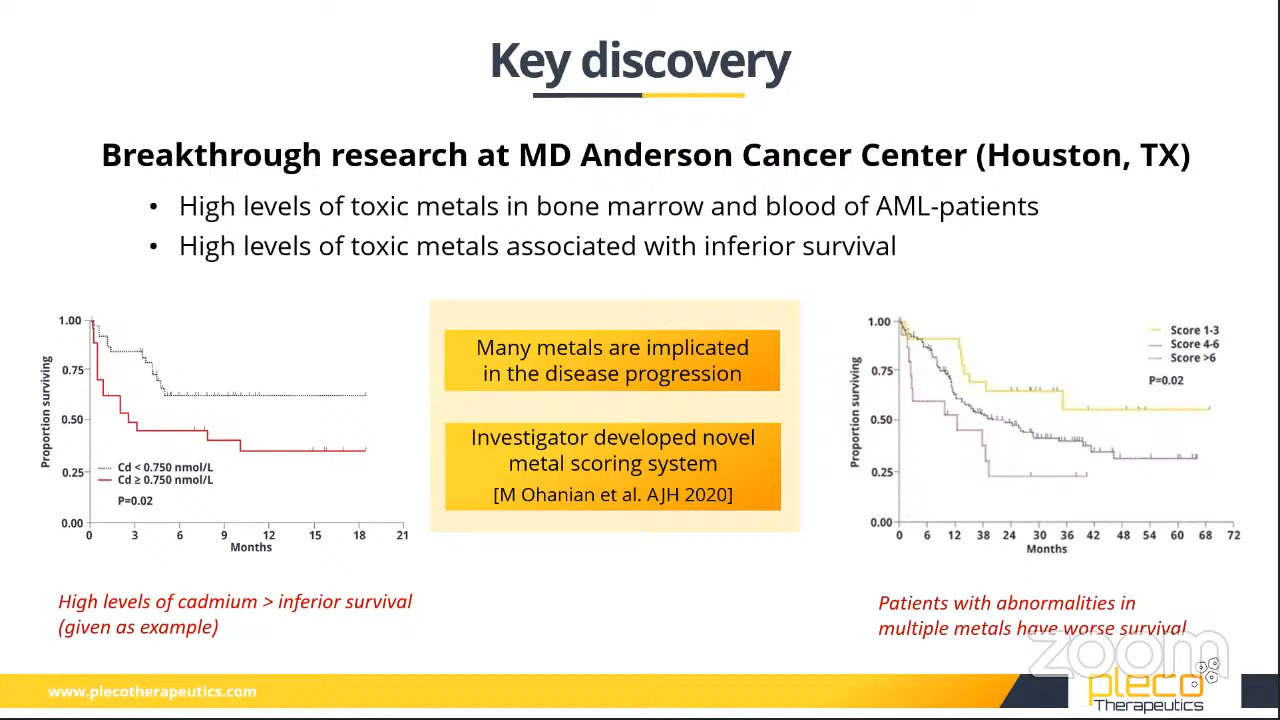 Key discovery
Breakthrough research at MD Anderson Cancer Center (Houston, TX)
• High levels of toxic metals in bone marrow and blood of AML-patients
• High levels of toxic metals associated with inferior survival
Proportion surviving
1.00
0.75
0.50
0.25
0.00
Cd < 0.750 nmol/L
Cd ≥ 0.750 nmol/L
P=0.02
0 3 6 9 12 15 18 21
Months
Many metals are implicated
in the disease progression
Investigator developed novel
metal scoring system
[M Ohanian et al. AJH 2020]
Proportion surviving
1.00
0.75
0.50
0.25
0.00
Score 1-3
Score 4-6
Score >6
P=0.02
0 6 12 38 24 30 36 42 48 54 60 68 72
Months
High levels of cadmium > inferior survival
(given as example)
Patients with abnormalities in
multiple metals have worse survival
zoom
www.plecotherapeutics.com
pleco
Therapeutics